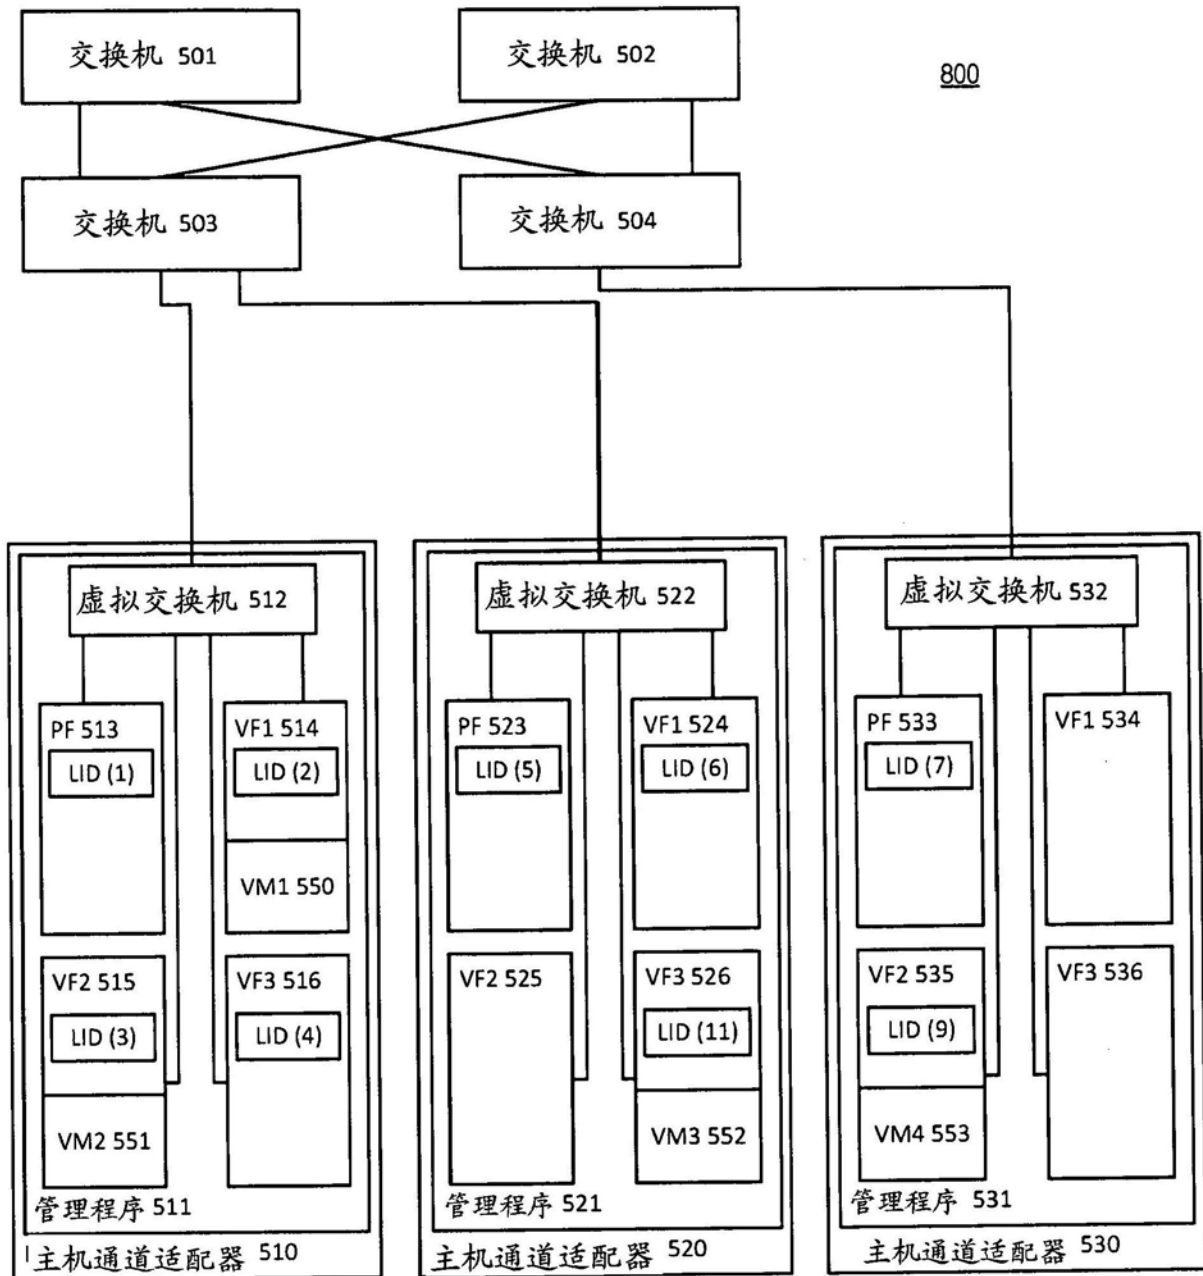 交换机 501
交换机 502
800
交换机 503
交换机 504
虚拟交换机 512
PF 513
LID (1)
VF1 514
LID (2)
VM1 550
VF2 515
LID (3)
VM2 551
VF3 516
LID (4)
管理程序 511
主机通道适配器 510
虚拟交换机 522
PF 523
LID (5)
VF1 524
LID (6)
VF2 525
VF3 526
LID (11)
VM3 552
管理程序 521
主机通道适配器 520
虚拟交换机 532
PF 533
LID (7)
VF1 534
VF2 535
LID (9)
VM4 553
VF3 536
管理程序 531
主机通道适配器 530